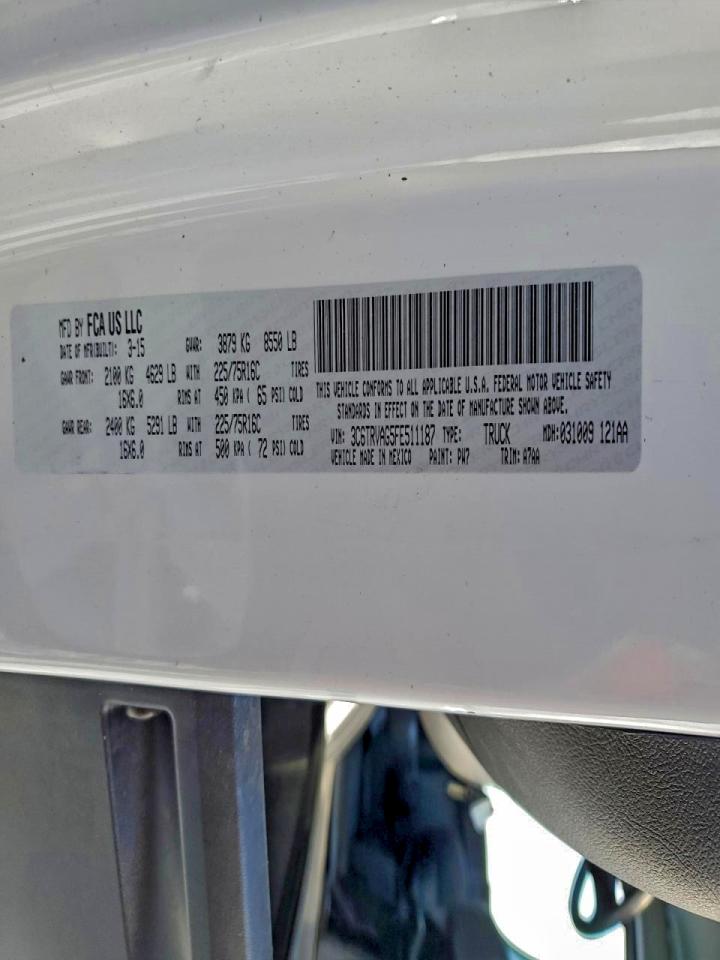 MFD BY FCA US LLC
DATE OF MFR(BUILT): 3-15 GVWR: 3879 KG 8550 LB
GAWR FRONT: 2100 KG 4629 LB WITH 225/75R16C TIRES
16X6.0 RIMS AT 450 KPA ( 65 PSI) COLD
GAWR REAR: 2400 KG 5291 LB WITH 225/75R16C TIRES
16X6.0 RIMS AT 500 KPA ( 72 PSI) COLD
THIS VEHICLE CONFORMS TO ALL APPLICABLE U.S.A. FEDERAL MOTOR VEHICLE SAFETY
STANDARDS IN EFFECT ON THE DATE OF MANUFACTURE SHOWN ABOVE.
VIN: 3C6TRVAG5FE511187 TYPE: TRUCK MDH:031009 121AA
VEHICLE MADE IN MEXICO PAINT: PW7 TRIM: A7AA